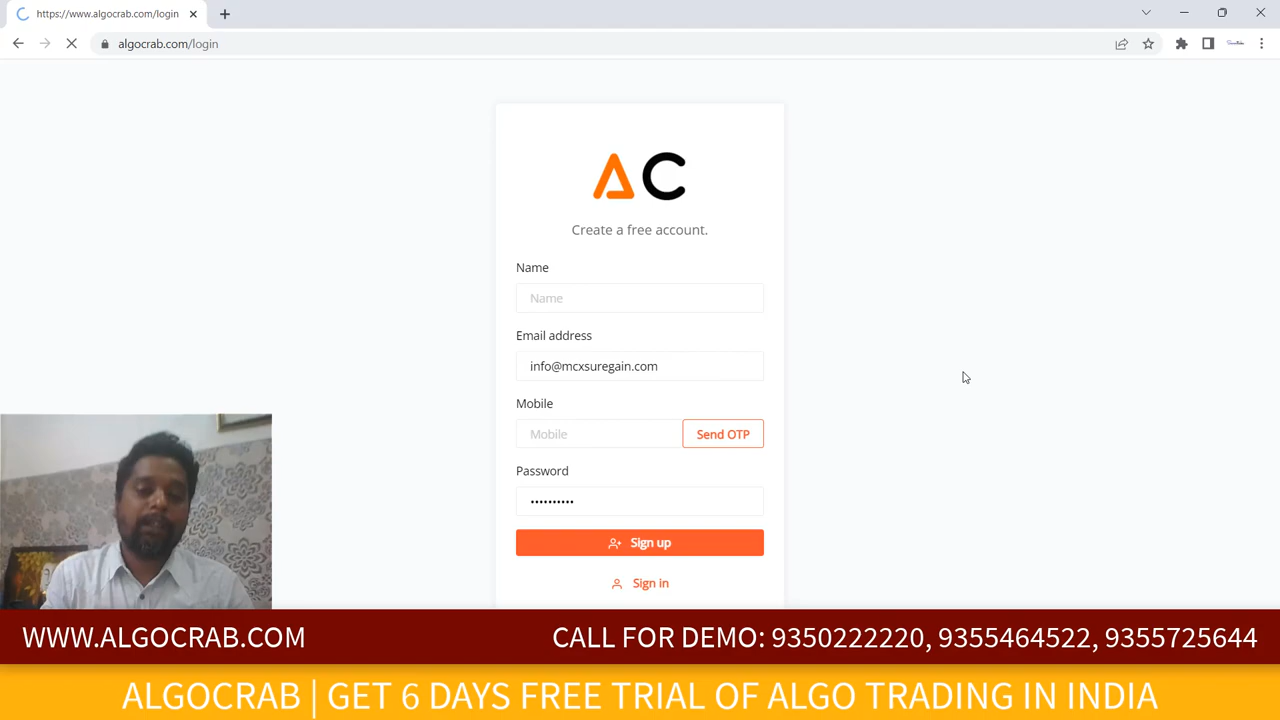 https://www.algocrab.com/login
algocrab.com/login
AC
Create a free account.
Name
Name
Email address
info@mcxsuregain.com
Mobile
Mobile
Send OTP
Password
••••••••••
Sign up
Sign in
WWW.ALGOCRAB.COM
CALL FOR DEMO: 9350222220, 9355464522, 9355725644
ALGOCRAB | GET 6 DAYS FREE TRIAL OF ALGO TRADING IN INDIA